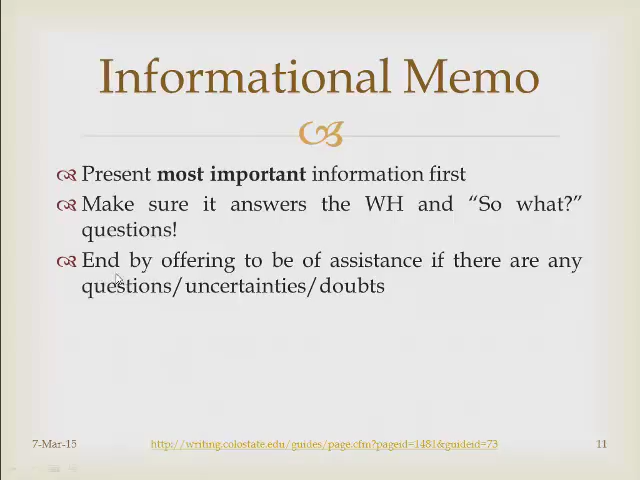 Informational Memo
Present most important information first
Make sure it answers the WH and “So what?”
questions!
End by offering to be of assistance if there are any
questions/uncertainties/doubts
7-Mar-15
http://writing.colostate.edu/guides/page.cfm?pageid=1481&guideid=73
11